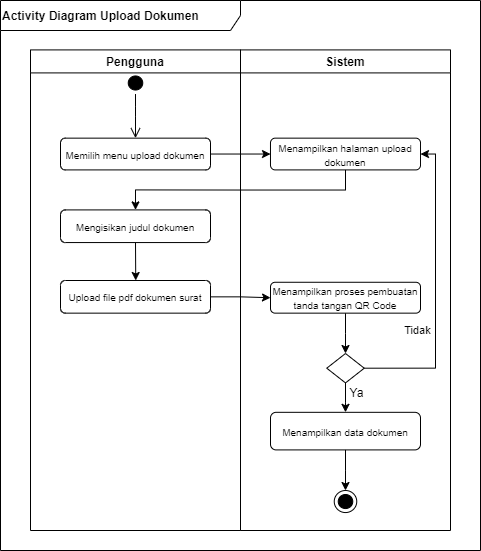 Activity Diagram Upload Dokumen
Pengguna
Sistem
Memilih menu upload dokumen
Menampilkan halaman upload
dokumen
Mengisikan judul dokumen
Upload file pdf dokumen surat
Menampilkan proses pembuatan
tanda tangan QR Code
Tidak
Ya
Menampilkan data dokumen